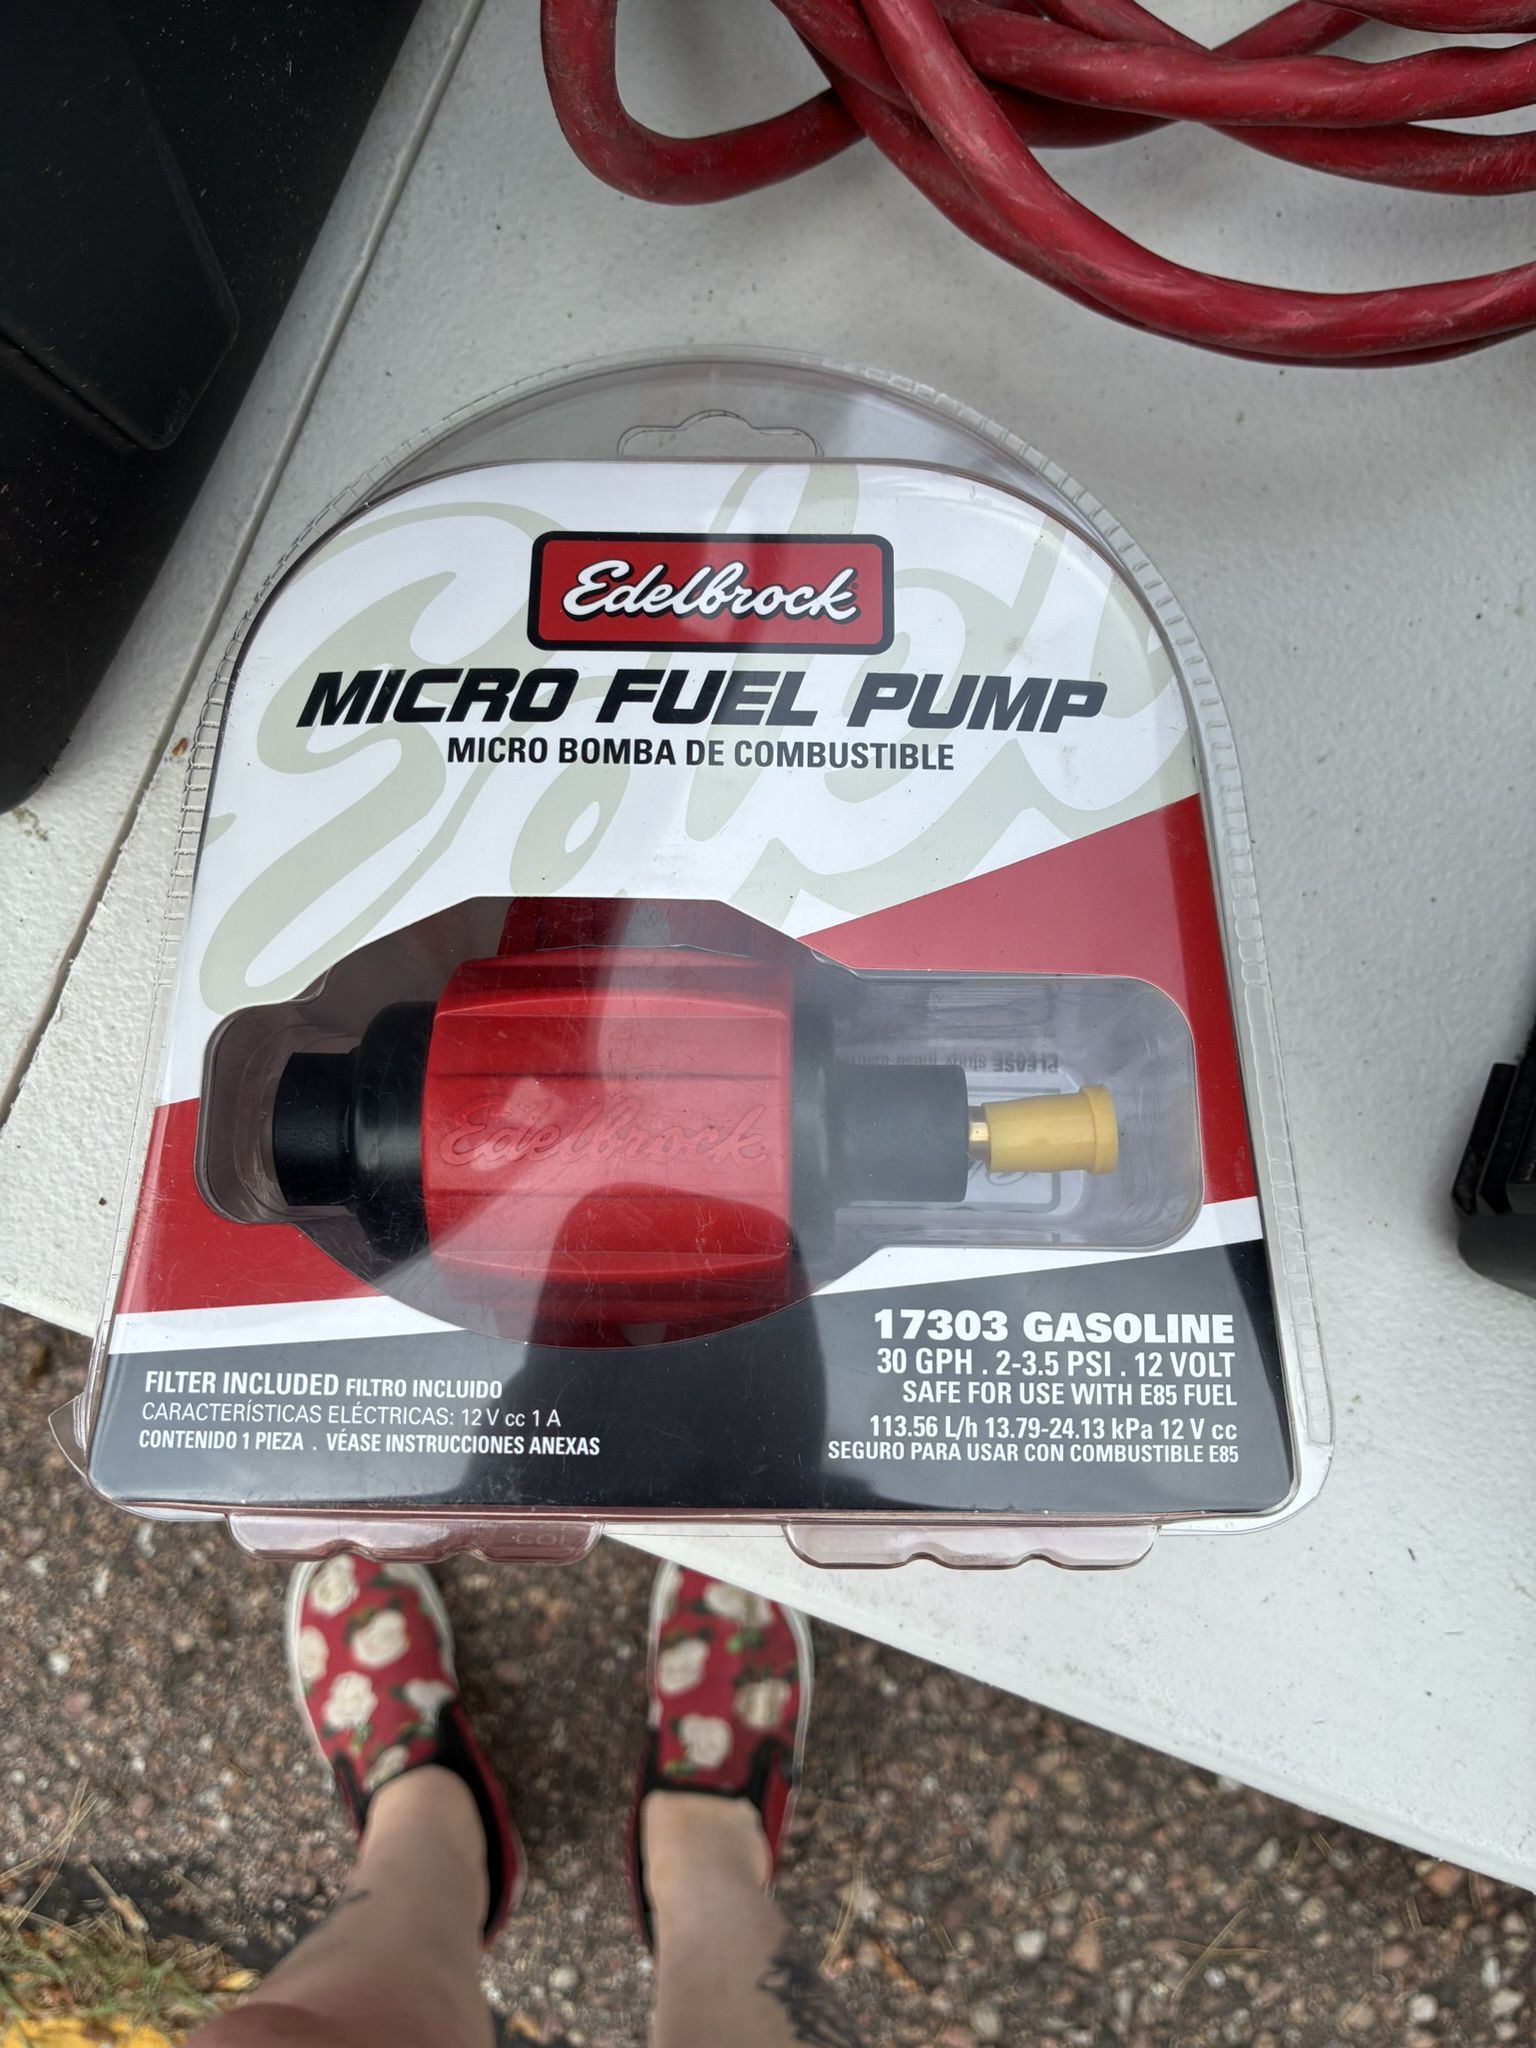 Edelbrock
MICRO FUEL PUMP
MICRO BOMBA DE COMBUSTIBLE
PLEASE
Edelbrock
17303 GASOLINE
30 GPH . 2-3.5 PSI . 12 VOLT
SAFE FOR USE WITH E85 FUEL
113.56 L/h 13.79-24.13 kPa 12 V cc
SEGURO PARA USAR CON COMBUSTIBLE E85
FILTER INCLUDED FILTRO INCLUIDO
CARACTERÍSTICAS ELÉCTRICAS: 12 V cc 1 A
CONTENIDO 1 PIEZA . VÉASE INSTRUCCIONES ANEXAS